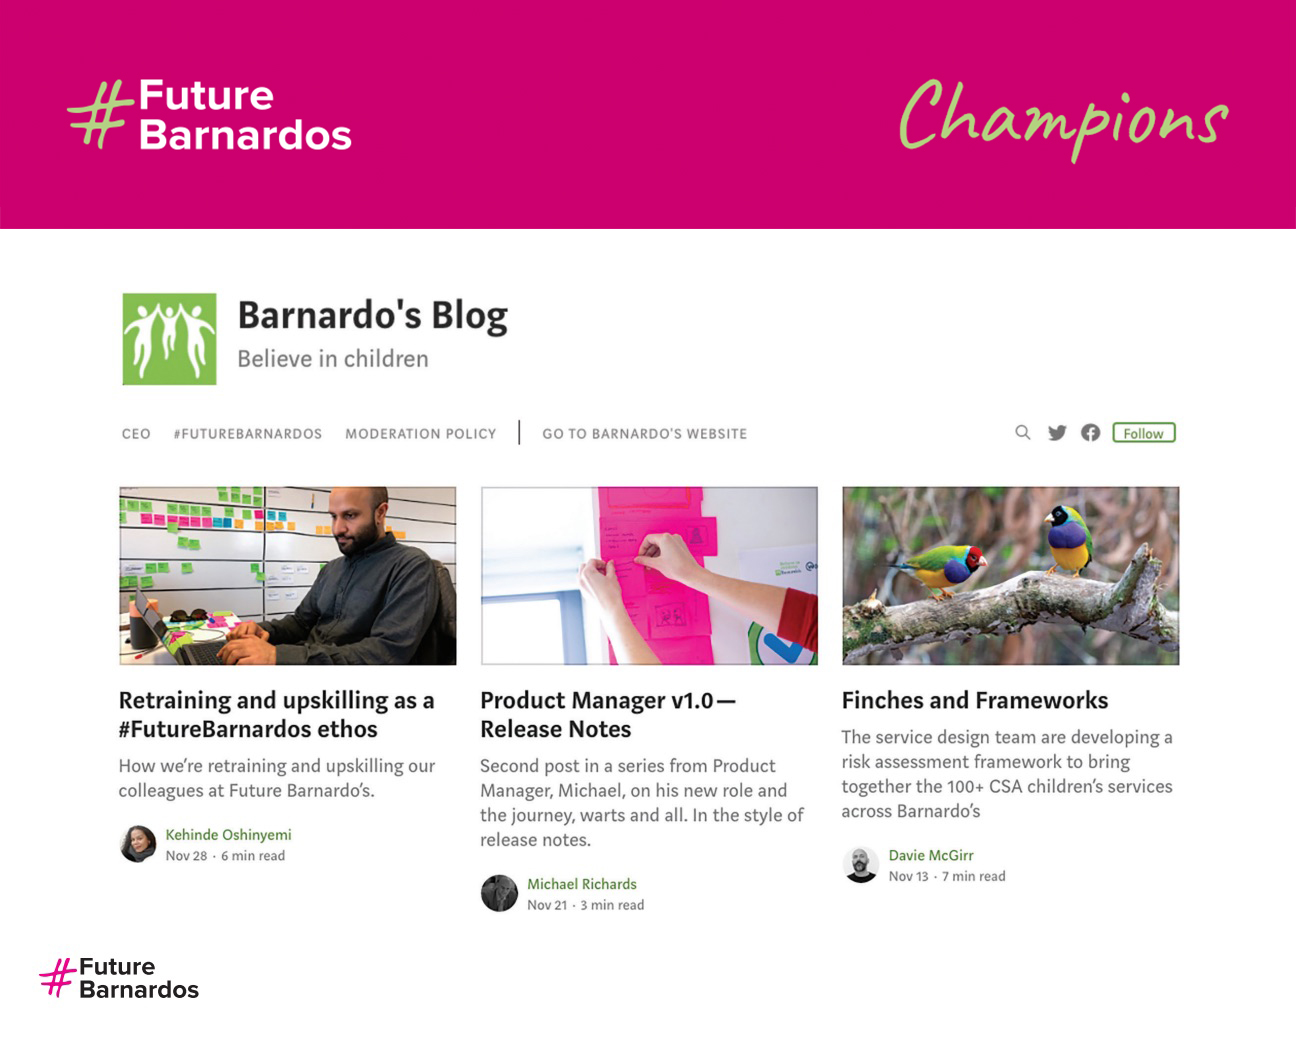 #Future
Barnardos
Champions
Barnardo's Blog
Believe in children
CEO #FUTUREBARNARDOS MODERATION POLICY | GO TO BARNARDO'S WEBSITE Follow
Retraining and upskilling as a
#FutureBarnardos ethos
How we’re retraining and upskilling our
colleagues at Future Barnardo’s.
Kehinde Oshinyemi
Nov 28 · 6 min read
Product Manager v1.0—
Release Notes
Second post in a series from Product
Manager, Michael, on his new role and
the journey, warts and all. In the style of
release notes.
Michael Richards
Nov 21 · 3 min read
Finches and Frameworks
The service design team are developing a
risk assessment framework to bring
together the 100+ CSA children’s services
across Barnardo’s
Davie McGirr
Nov 13 · 7 min read
#Future
Barnardos